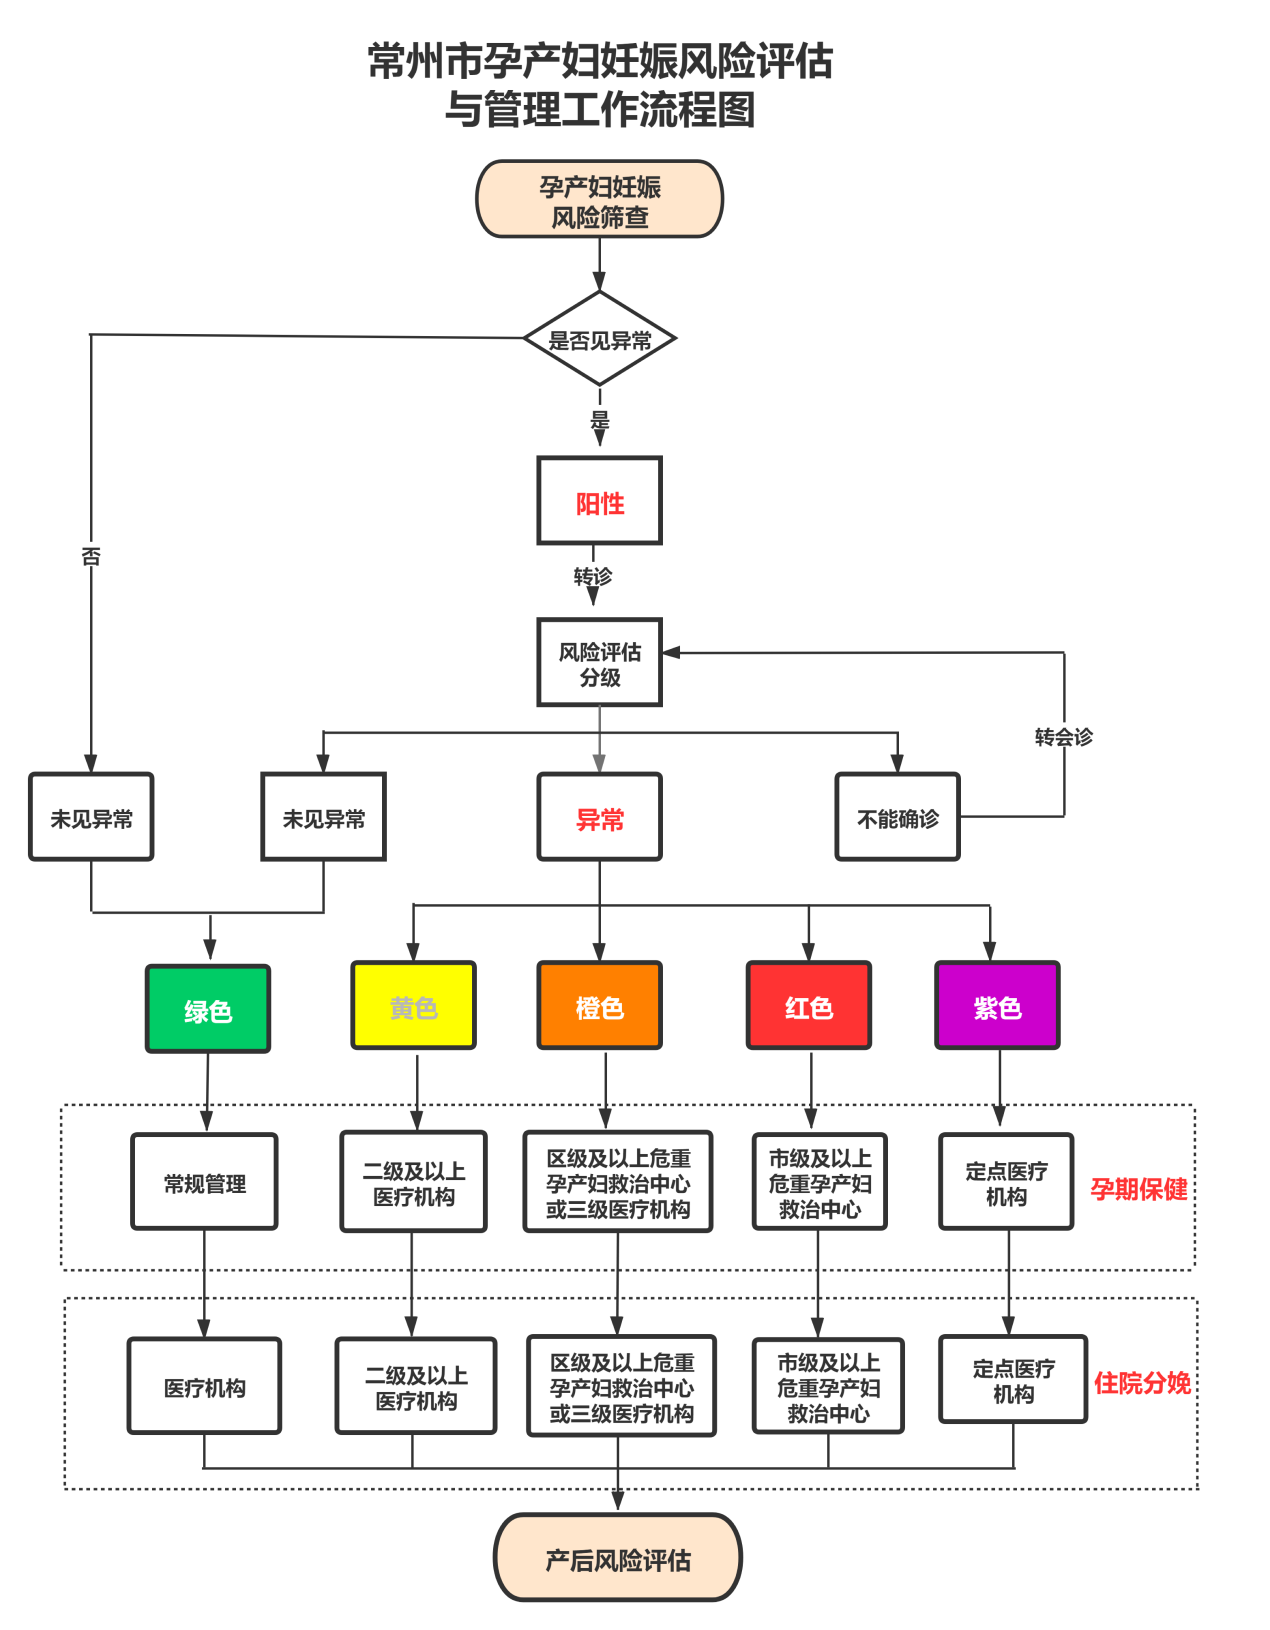 常州市孕产妇妊娠风险评估
与管理工作流程图
孕产妇妊娠
风险筛查
是否见异常
是
阳性
否
转诊
风险评估
分级
转会诊
未见异常
未见异常
异常
不能确诊
绿色
黄色
橙色
红色
紫色
常规管理
二级及以上
医疗机构
区级及以上危重
孕产妇救治中心
或三级医疗机构
市级及以上
危重孕产妇
救治中心
定点医疗
机构
孕期保健
医疗机构
二级及以上
医疗机构
区级及以上危重
孕产妇救治中心
或三级医疗机构
市级及以上
危重孕产妇
救治中心
定点医疗
机构
住院分娩
产后风险评估